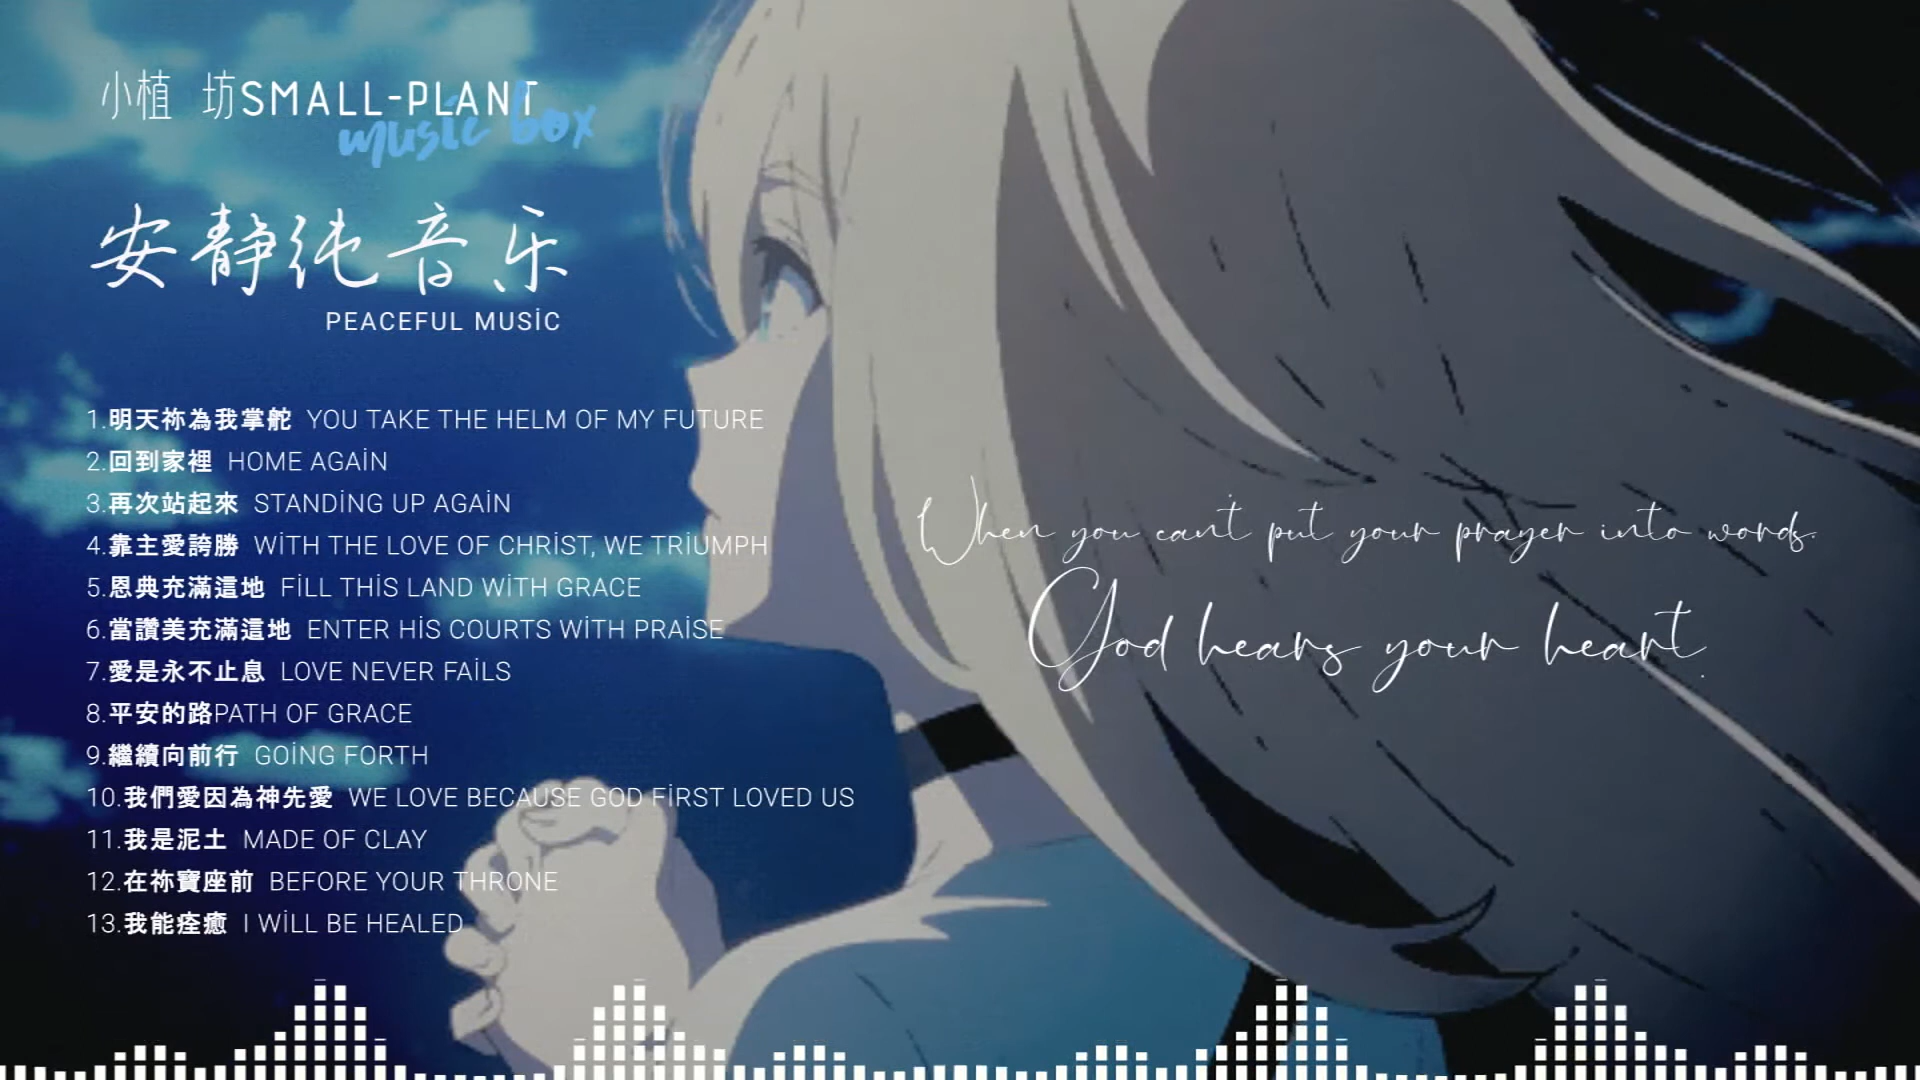 小植 坊SMALL-PLANT
music box
安静纯音乐
PEACEFUL MUSİC
1.明天祢為我掌舵 YOU TAKE THE HELM OF MY FUTURE
2.回到家裡 HOME AGAİN
3.再次站起來 STANDİNG UP AGAİN
4.靠主愛誇勝 WİTH THE LOVE OF CHRİST, WE TRİUMPH
5.恩典充滿這地 FİLL THİS LAND WİTH GRACE
6.當讚美充滿這地 ENTER HİS COURTS WİTH PRAİSE
7.愛是永不止息 LOVE NEVER FAİLS
8.平安的路PATH OF GRACE
9.繼續向前行 GOİNG FORTH
10.我們愛因為神先愛 WE LOVE BECAUSE GOD FİRST LOVED US
11.我是泥土 MADE OF CLAY
12.在祢寶座前 BEFORE YOUR THRONE
13.我能痊癒 I WİLL BE HEALED
When you can't put your prayer into words.
God hears your heart.